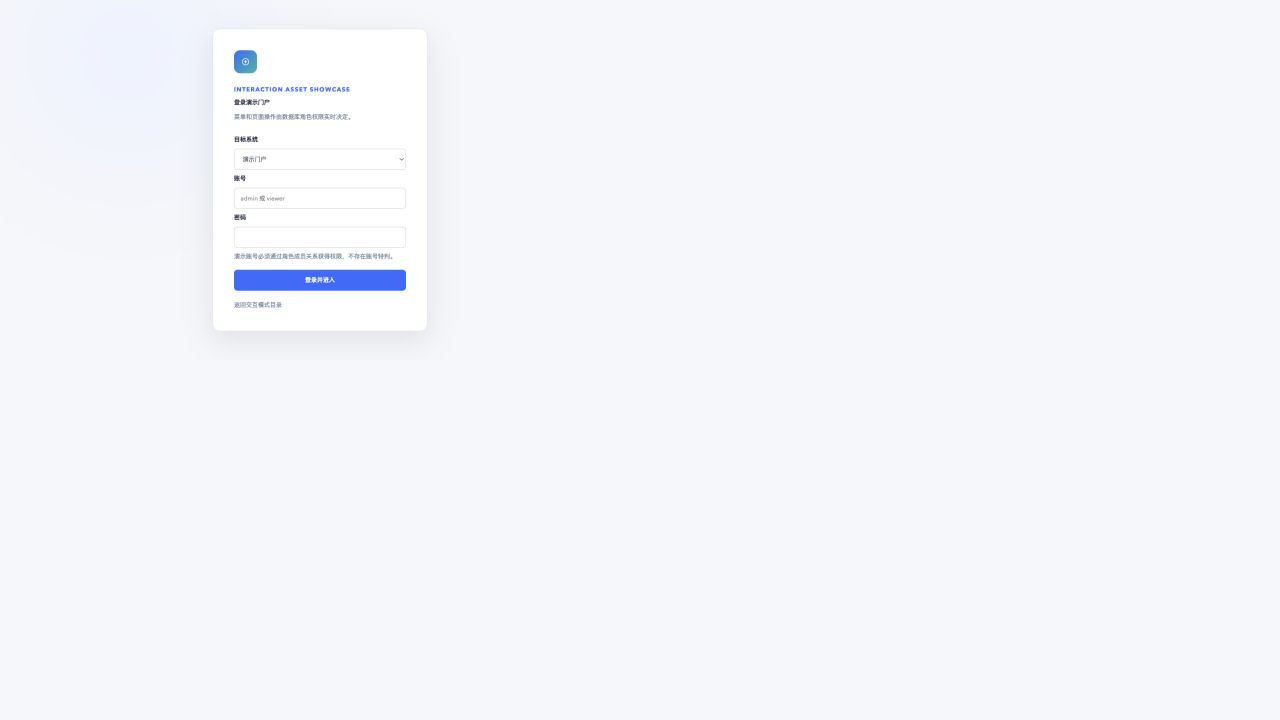 INTERACTION ASSET SHOWCASE
登录演示门户
菜单和页面操作由数据库角色权限实时决定。
目标系统
演示门户
账号
admin 或 viewer
密码
演示账号必须通过角色成员关系获得权限，不存在账号特判。
登录并进入
返回交互模式目录